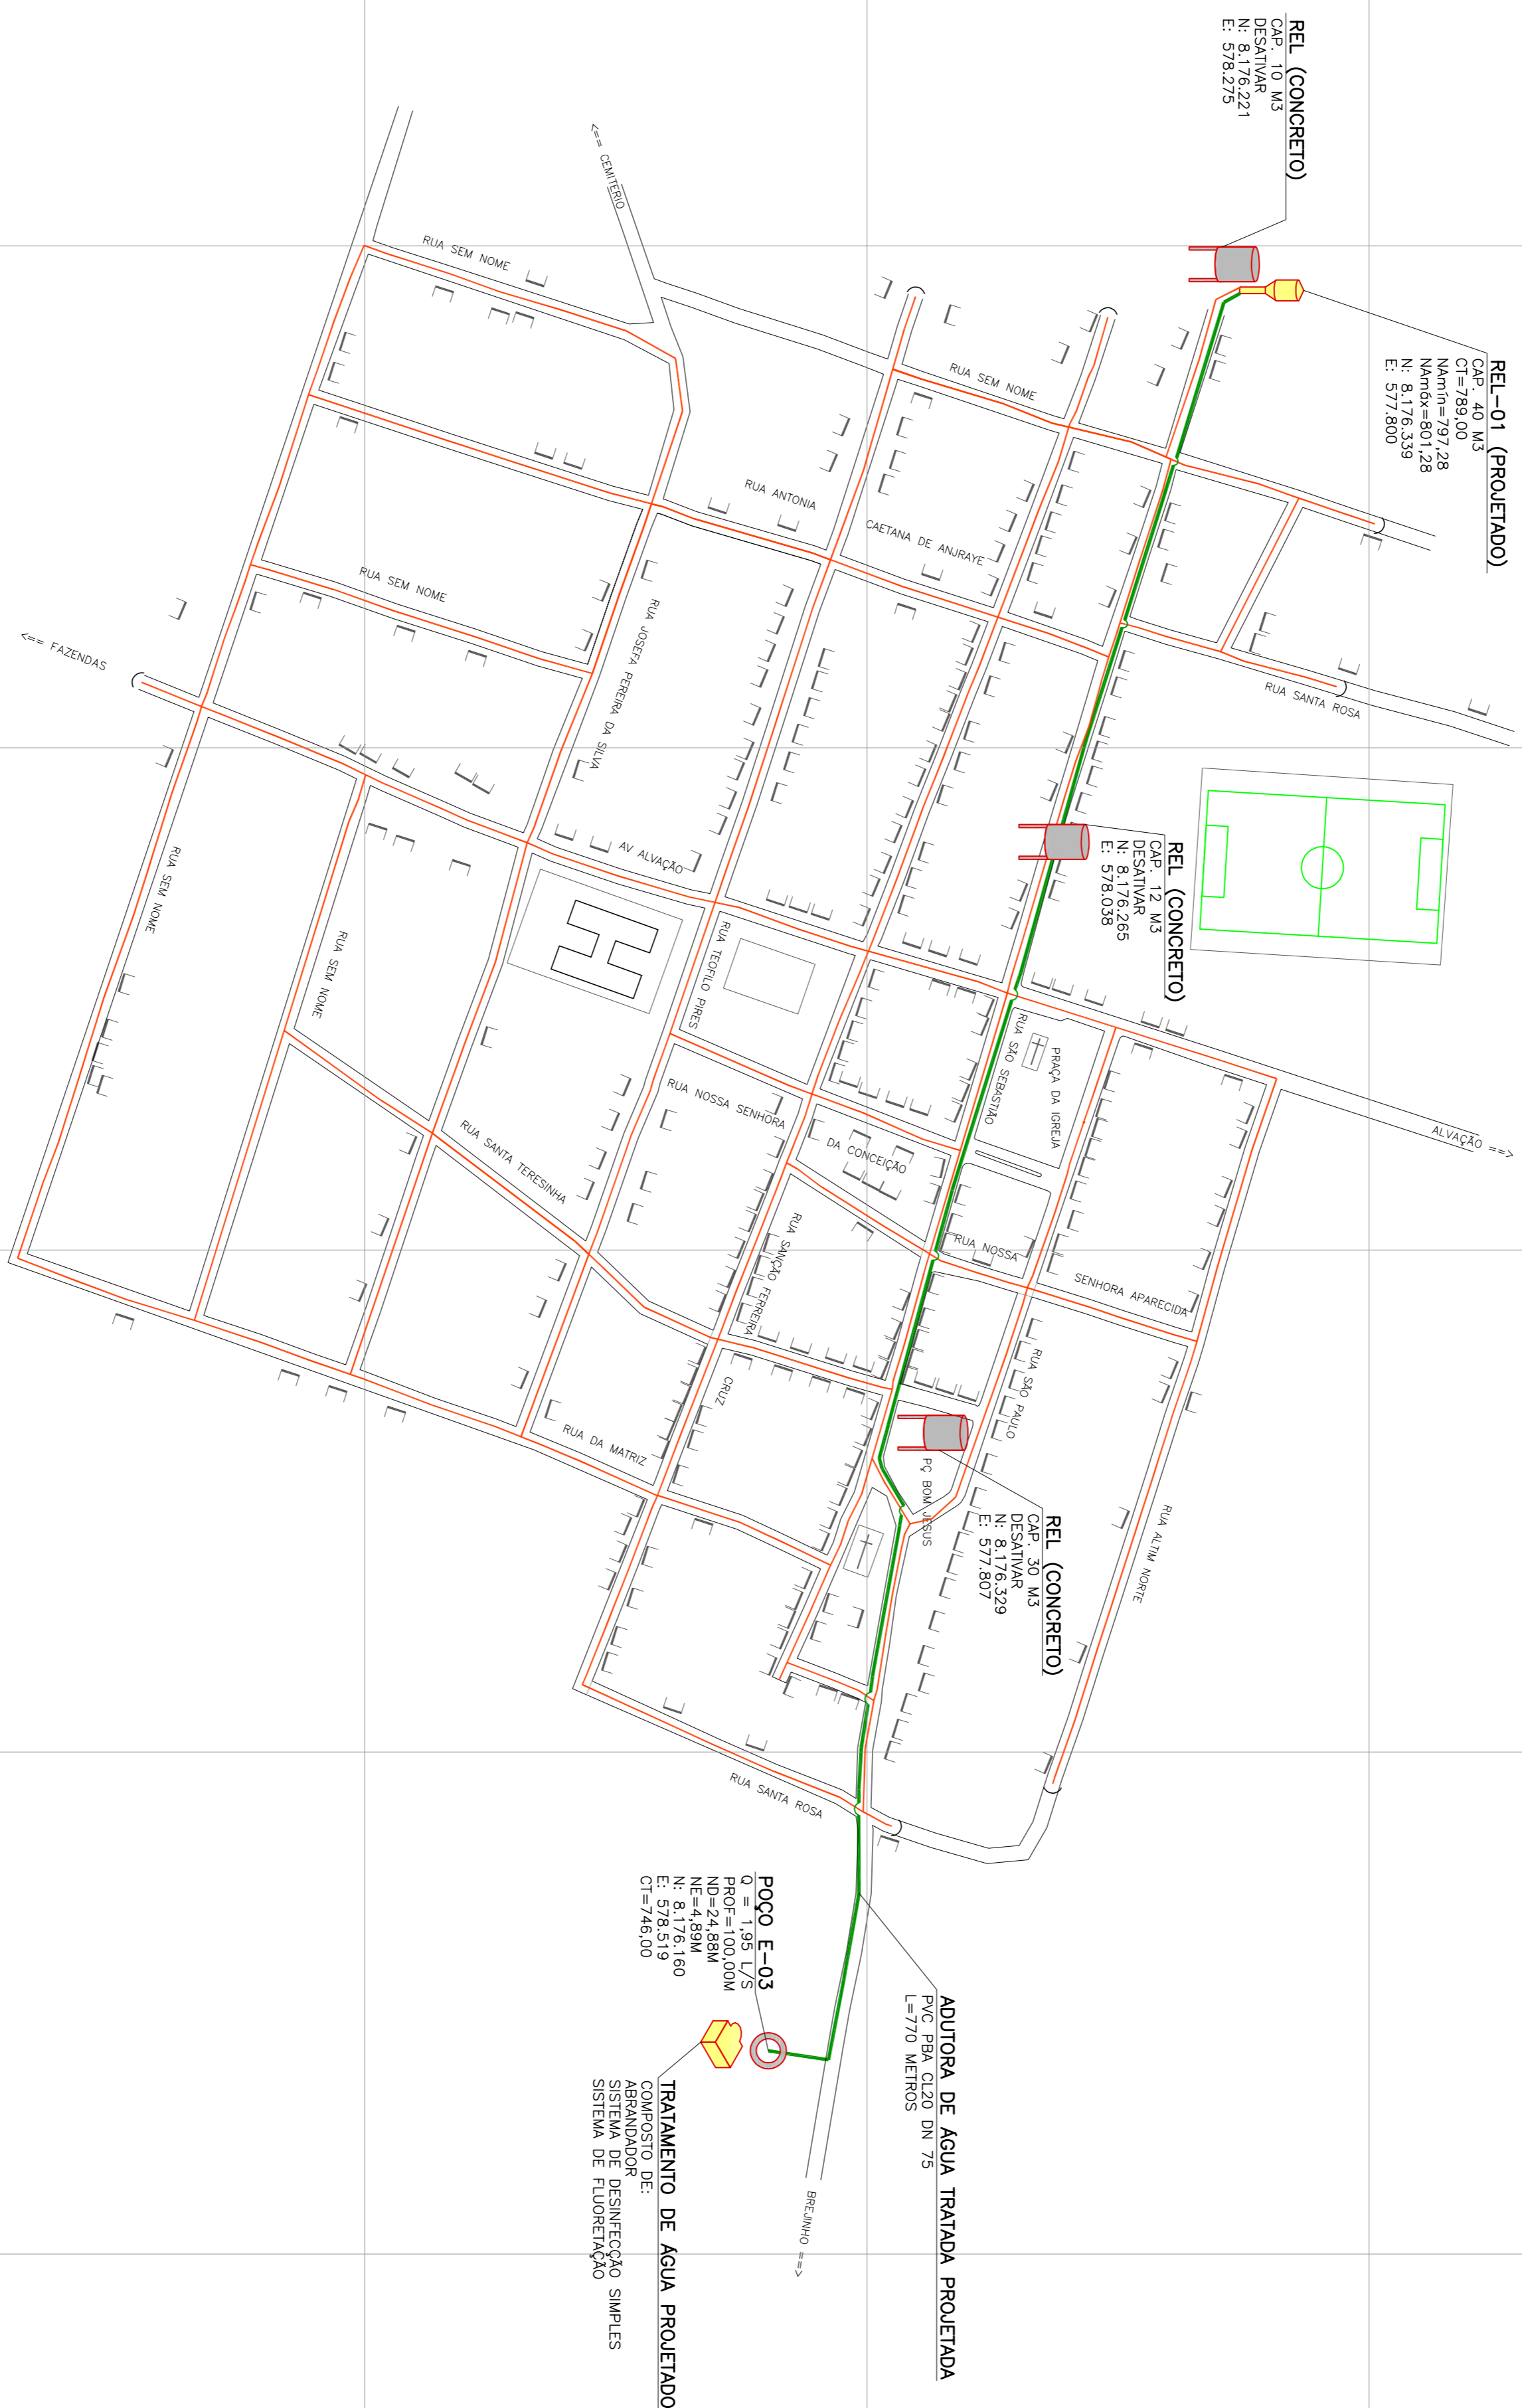 REL (CONCRETO)
CAP. 10 M3
DESATIVAR
N: 8.176.221
E: 578.275
REL-01 (PROJETADO)
CAP. 40 M3
CT=789,00
NAmín=797,28
NAmáx=801,28
N: 8.176.339
E: 577.800
<== CEMITERIO
RUA SEM NOME
RUA SEM NOME
RUA ANTONIA
CAETANA DE ANJRAYE
RUA SEM NOME
RUA JOSEFA PEREIRA DA SILVA
<== FAZENDAS
RUA SANTA ROSA
REL (CONCRETO)
CAP. 12 M3
DESATIVAR
N: 8.176.265
E: 578.038
AV ALVAÇÃO
RUA SEM NOME
RUA SEM NOME
RUA TEOFILO PIRES
RUA SÃO SEBASTIÃO
PRAÇA DA IGREJA
ALVAÇÃO ==>
RUA NOSSA SENHORA
DA CONCEIÇÃO
RUA SANTA TERESINHA
RUA SANÇÃO FERREIRA
CRUZ
RUA NOSSA
SENHORA APARECIDA
RUA SÃO PAULO
RUA DA MATRIZ
PÇ BOM JESUS
REL (CONCRETO)
CAP. 30 M3
DESATIVAR
N: 8.176.329
E: 577.807
RUA ALTIM NORTE
RUA SANTA ROSA
POÇO E-03
Q = 1,95 L/S
PROF=100,00M
ND=24,88M
NE=4,89M
N: 8.176.160
E: 578.519
CT=746,00
ADUTORA DE ÁGUA TRATADA PROJETADA
PVC PBA CL20 DN 75
L=770 METROS
BREJINHO ==>
TRATAMENTO DE ÁGUA PROJETADO
COMPOSTO DE:
ABRANDADOR
SISTEMA DE DESINFECÇÃO SIMPLES
SISTEMA DE FLUORETAÇÃO